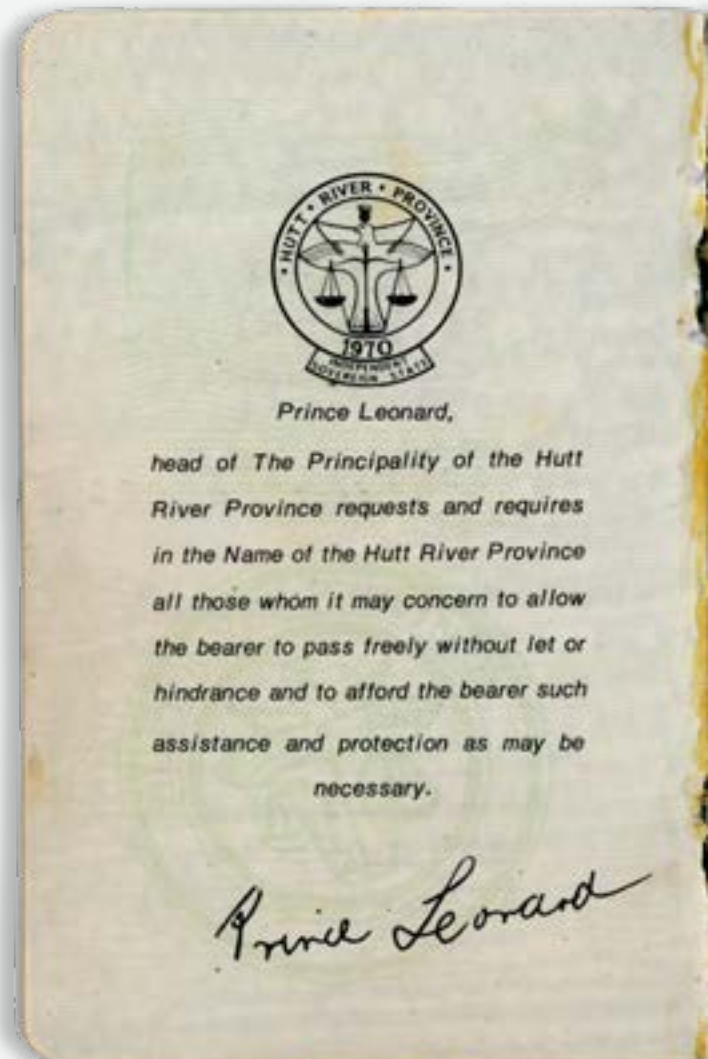 • HUTT • RIVER • PROVINCE •
1970
INDEPENDENT
SOVEREIGN STATE
Prince Leonard,
head of The Principality of the Hutt
River Province requests and requires
in the Name of the Hutt River Province
all those whom it may concern to allow
the bearer to pass freely without let or
hindrance and to afford the bearer such
assistance and protection as may be
necessary.
Prince Leonard